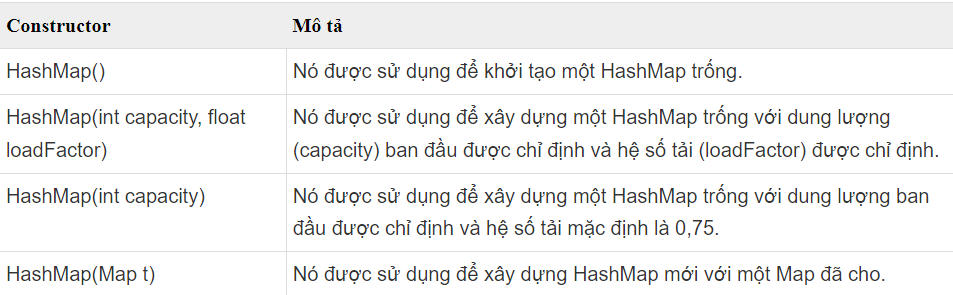 Constructor Mô tả
HashMap() Nó được sử dụng để khởi tạo một HashMap trống.
HashMap(int capacity, float Nó được sử dụng để xây dựng một HashMap trống với dung lượng
loadFactor) (capacity) ban đầu được chỉ định và hệ số tải (loadFactor) được chỉ định.
HashMap(int capacity) Nó được sử dụng để xây dựng một HashMap trống với dung lượng ban
đầu được chỉ định và hệ số tải mặc định là 0,75.
HashMap(Map t) Nó được sử dụng để xây dựng HashMap mới với một Map đã cho.